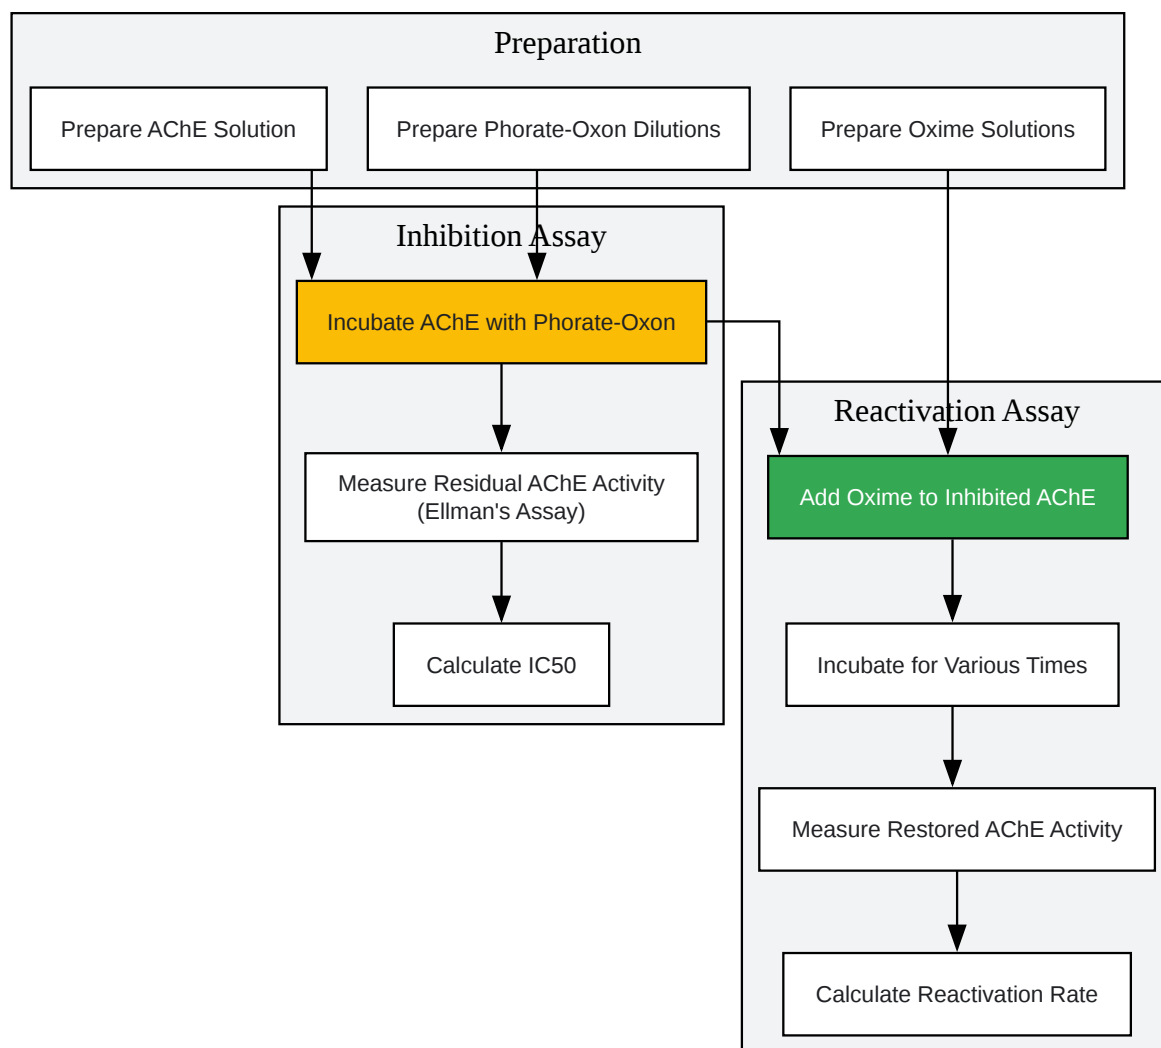 Preparation
Prepare AChE Solution
Prepare Phorate-Oxon Dilutions
Prepare Oxime Solutions
Inhibition Assay
Incubate AChE with Phorate-Oxon
Measure Residual AChE Activity
(Ellman's Assay)
Calculate IC50
Reactivation Assay
Add Oxime to Inhibited AChE
Incubate for Various Times
Measure Restored AChE Activity
Calculate Reactivation Rate